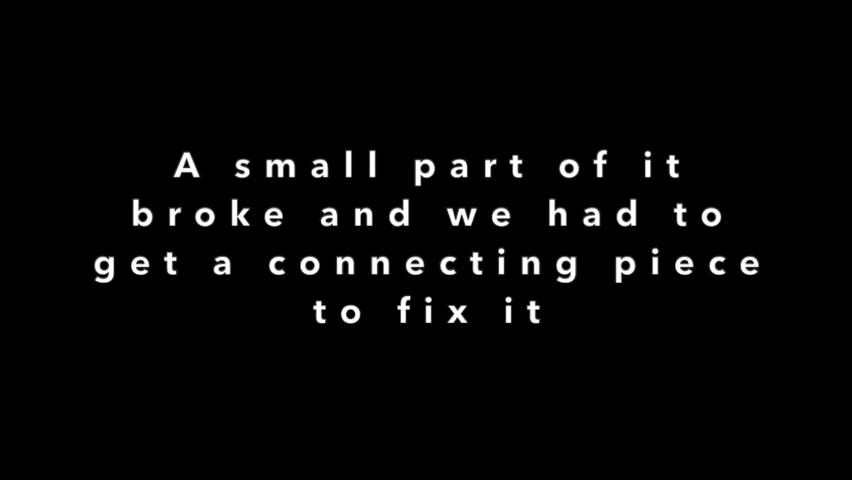 A small part of it
broke and we had to
get a connecting piece
to fix it